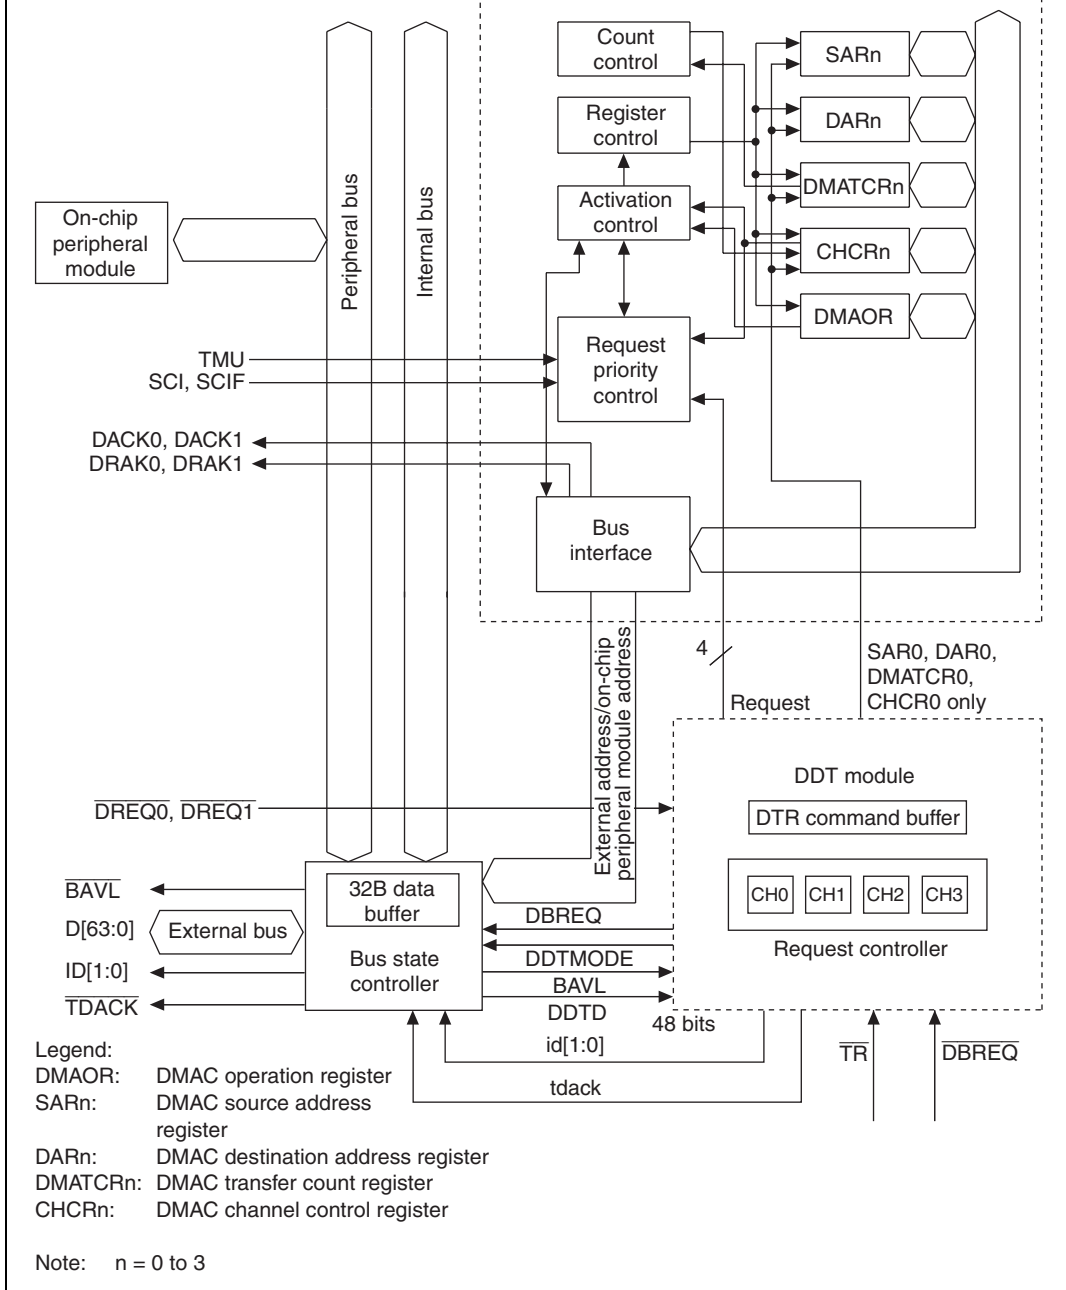 Count
control
Register
control
Activation
control
Request
priority
control
Bus
interface
SARn
DARn
DMATCRn
CHCRn
DMAOR
On-chip
peripheral
module
Peripheral bus
Internal bus
TMU
SCI, SCIF
DACK0, DACK1
DRAK0, DRAK1
External address/on-chip
peripheral module address
4
Request
SAR0, DAR0,
DMATCR0,
CHCR0 only
DDT module
DTR command buffer
CH0 CH1 CH2 CH3
Request controller
DREQ0, DREQ1
BAVL
D[63:0]
External bus
ID[1:0]
TDACK
32B data
buffer
Bus state
controller
DBREQ
DDTMODE
BAVL
DDTD
48 bits
id[1:0]
tdack
TR
DBREQ
Legend:
DMAOR: DMAC operation register
SARn: DMAC source address
register
DARn: DMAC destination address register
DMATCRn: DMAC transfer count register
CHCRn: DMAC channel control register
Note: n = 0 to 3